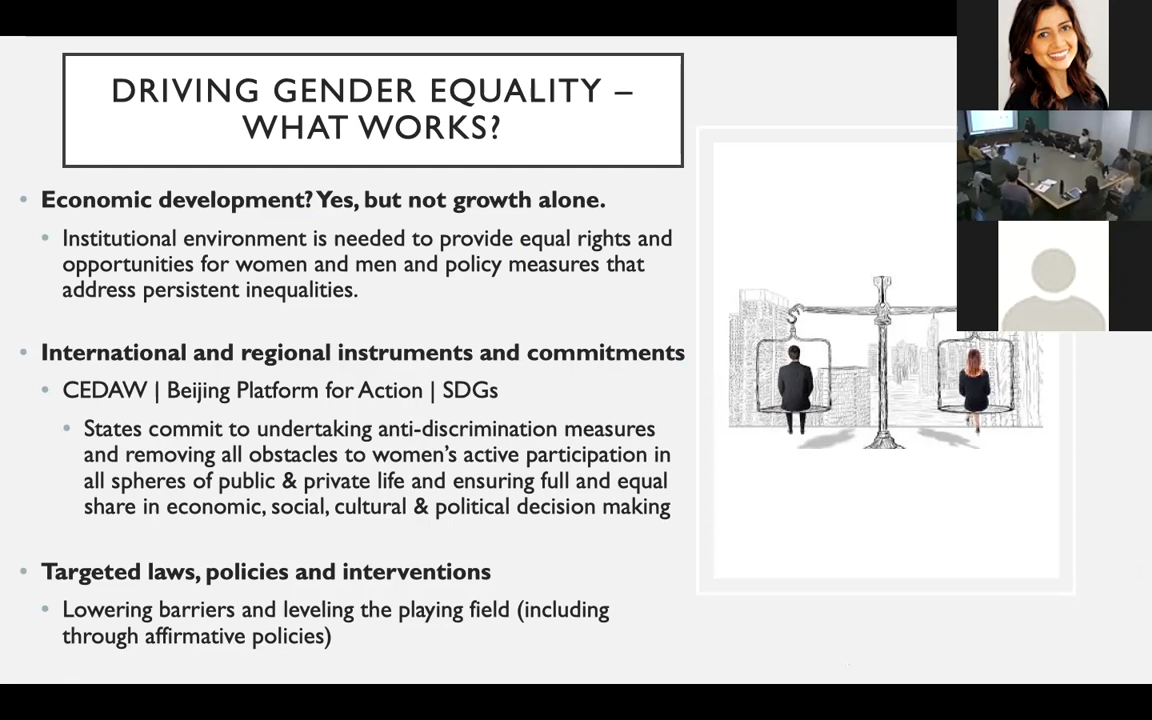 DRIVING GENDER EQUALITY –
WHAT WORKS?
• Economic development? Yes, but not growth alone.
• Institutional environment is needed to provide equal rights and
opportunities for women and men and policy measures that
address persistent inequalities.
• International and regional instruments and commitments
• CEDAW | Beijing Platform for Action | SDGs
• States commit to undertaking anti-discrimination measures
and removing all obstacles to women's active participation in
all spheres of public & private life and ensuring full and equal
share in economic, social, cultural & political decision making
• Targeted laws, policies and interventions
• Lowering barriers and leveling the playing field (including
through affirmative policies)